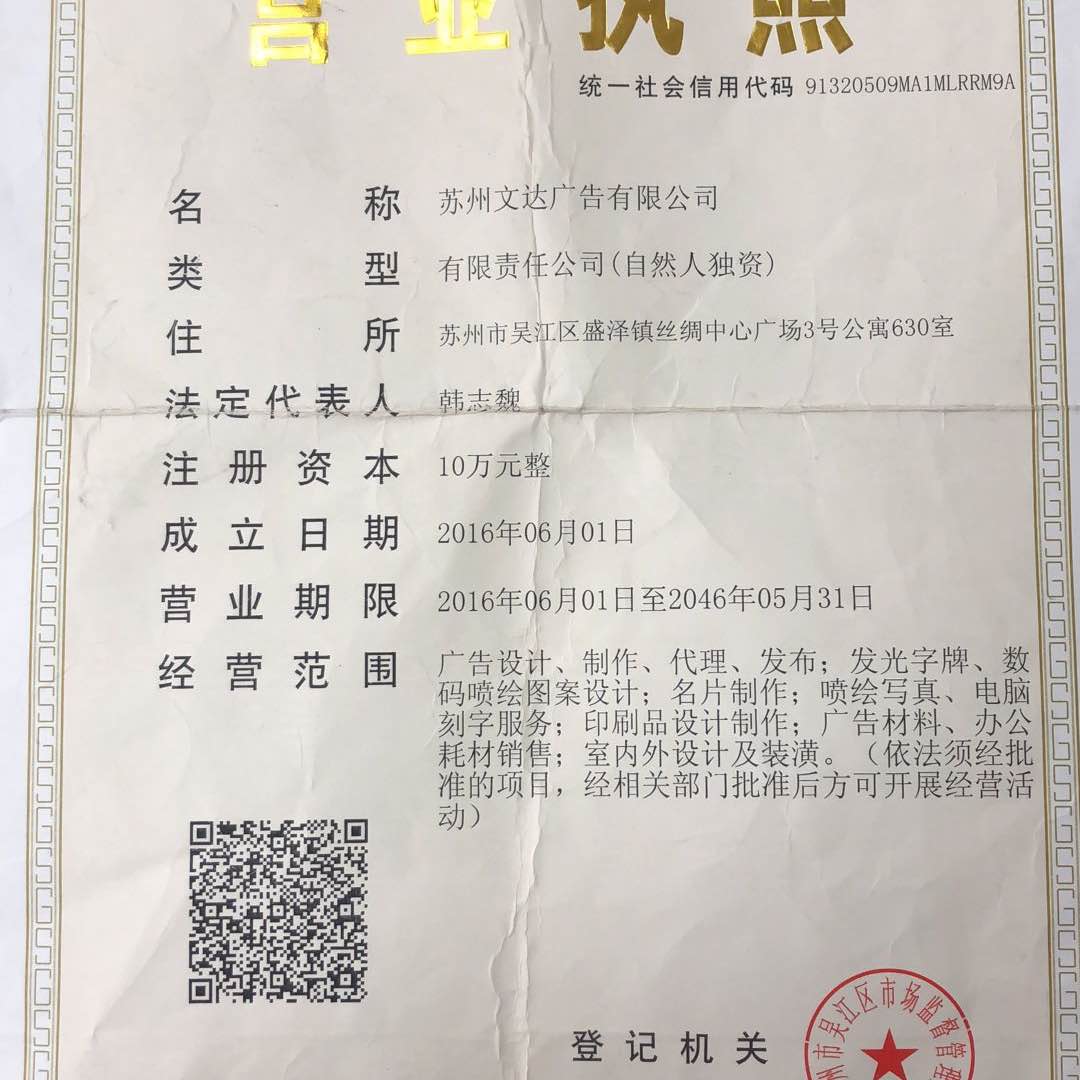 营业执照
统一社会信用代码 91320509MA1MLRRM9A
名称 苏州文达广告有限公司
类型 有限责任公司(自然人独资)
住所 苏州市吴江区盛泽镇丝绸中心广场3号公寓630室
法定代表人 韩志魏
注册资本 10万元整
成立日期 2016年06月01日
营业期限 2016年06月01日至2046年05月31日
经营范围 广告设计、制作、代理、发布；发光字牌、数
码喷绘图案设计；名片制作；喷绘写真、电脑
刻字服务；印刷品设计制作；广告材料、办公
耗材销售；室内外设计及装潢。（依法须经批
准的项目，经相关部门批准后方可开展经营活
动）
登记机关
州市吴江区市场监督管理